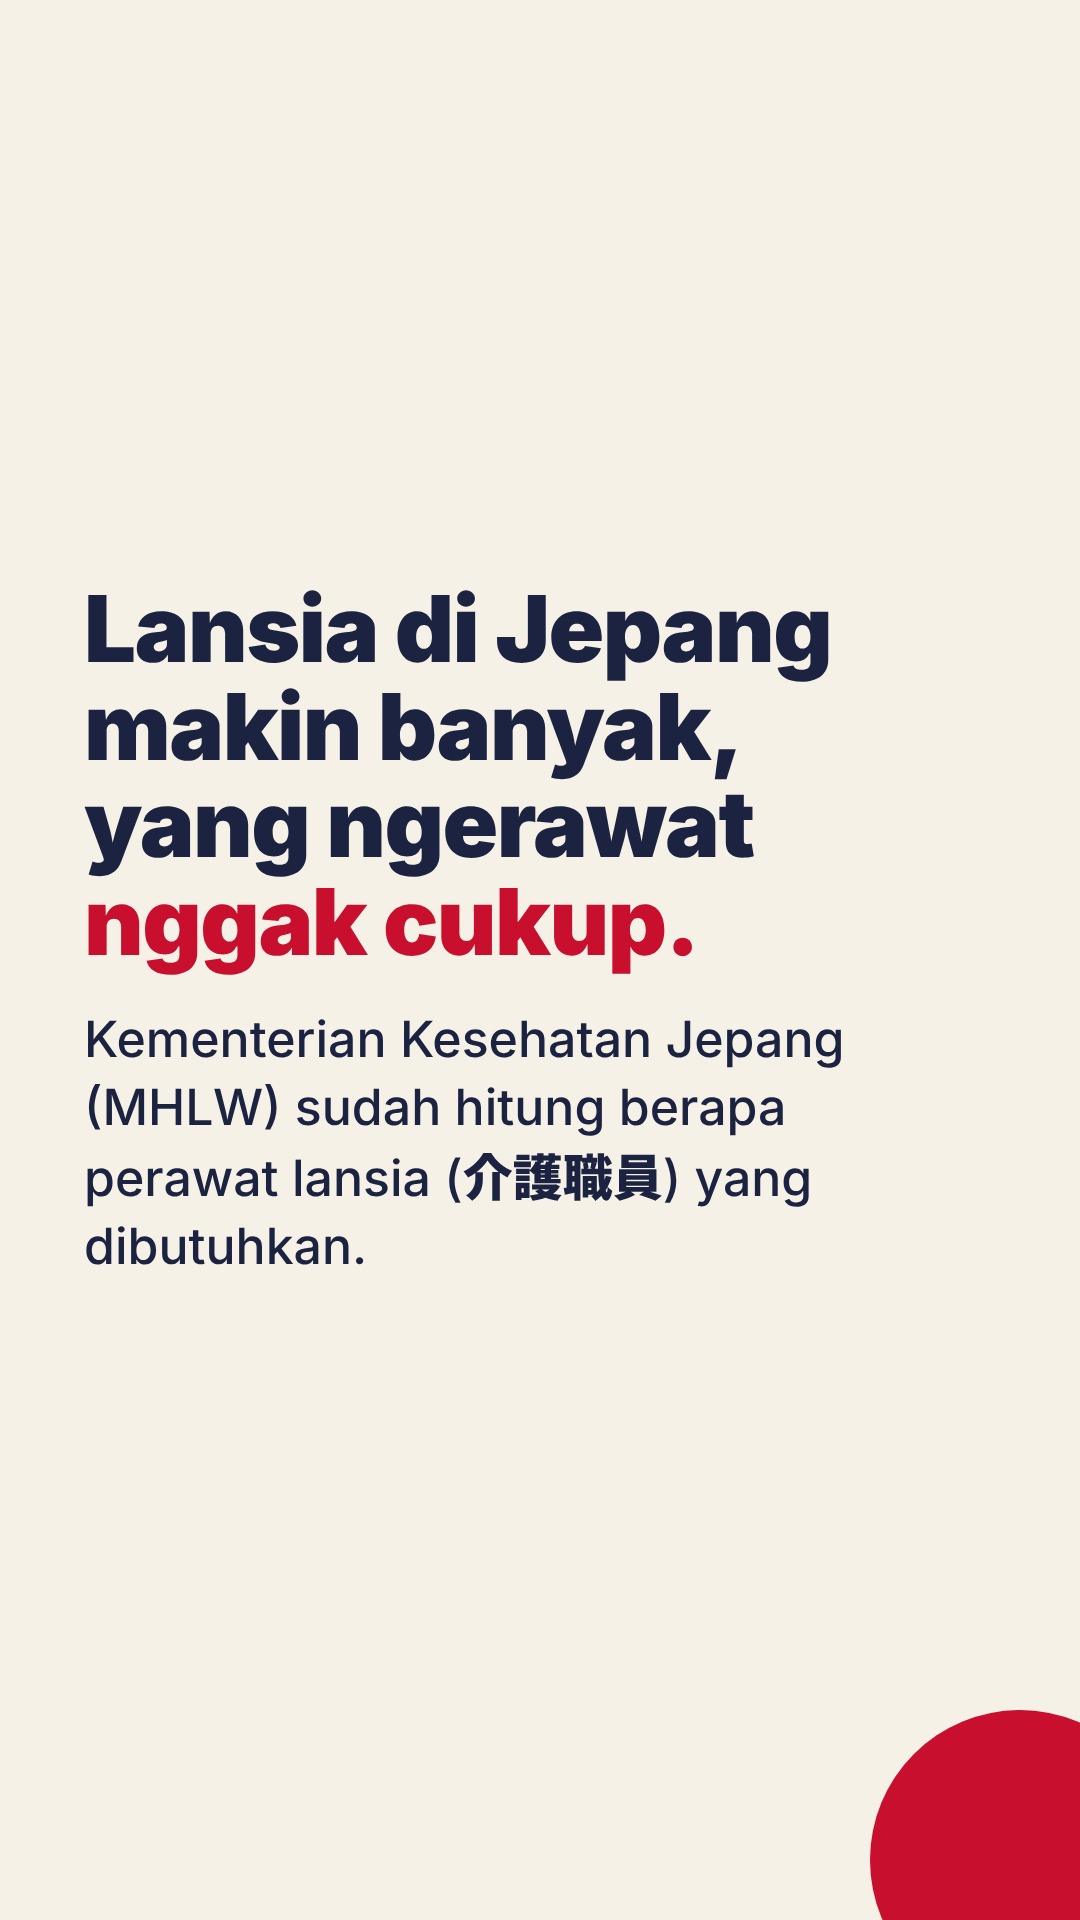 Lansia di Jepang
makin banyak,
yang ngerawat
nggak cukup.
Kementerian Kesehatan Jepang
(MHLW) sudah hitung berapa
perawat lansia (介護職員) yang
dibutuhkan.